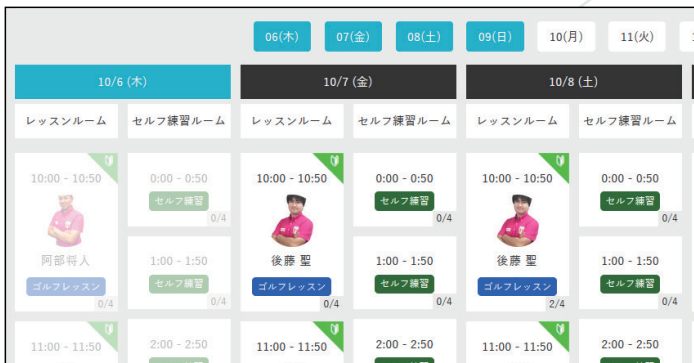 06(木) 07(金) 08(土) 09(日) 10(月) 11(火)
10/6 (木) 10/7 (金) 10/8 (土)
レッスンルーム セルフ練習ルーム レッスンルーム セルフ練習ルーム レッスンルーム セルフ練習ルーム
10:00 - 10:50 0:00 - 0:50 10:00 - 10:50 0:00 - 0:50 10:00 - 10:50 0:00 - 0:50
セルフ練習 セルフ練習 セルフ練習
0/4 0/4 0/4
阿部将人 1:00 - 1:50 後藤 聖 1:00 - 1:50 後藤 聖 1:00 - 1:50
ゴルフレッスン セルフ練習 ゴルフレッスン セルフ練習 ゴルフレッスン セルフ練習
0/4 0/4 0/4 0/4 2/4 0/4
11:00 - 11:50 2:00 - 2:50 11:00 - 11:50 2:00 - 2:50 11:00 - 11:50 2:00 - 2:50